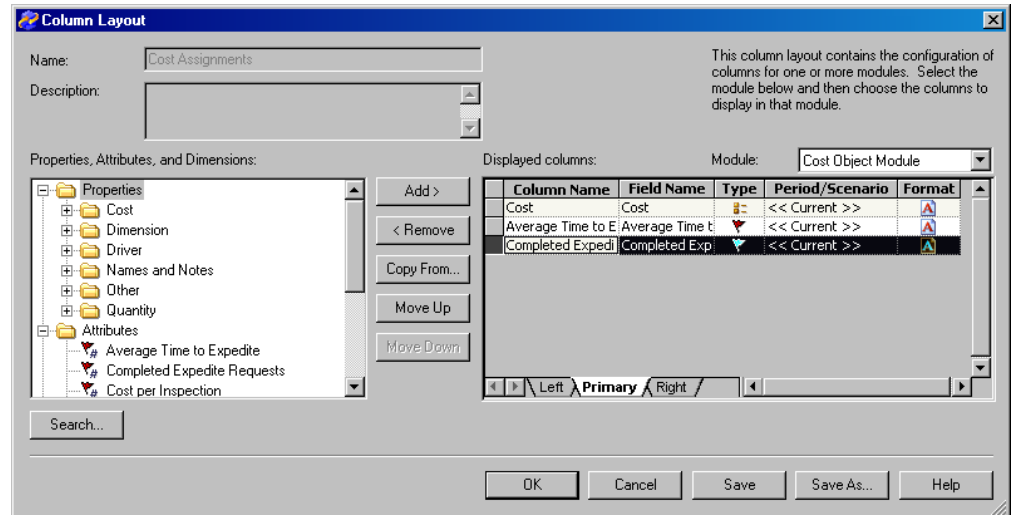 Column Layout
Name: Cost Assignments
Description:
This column layout contains the configuration of
columns for one or more modules. Select the
module below and then choose the columns to
display in that module.
Properties, Attributes, and Dimensions:
Displayed columns:
Module: Cost Object Module
Properties
Cost
Dimension
Driver
Names and Notes
Other
Quantity
Attributes
Average Time to Expedite
Completed Expedite Requests
Cost per Inspection
Add >
< Remove
Copy From...
Move Up
Move Down
Column Name Field Name Type Period/Scenario Format
Cost Cost << Current >>
Average Time to E Average Time t << Current >>
Completed Expedi Completed Exp << Current >>
Left Primary Right
Search...
OK Cancel Save Save As... Help